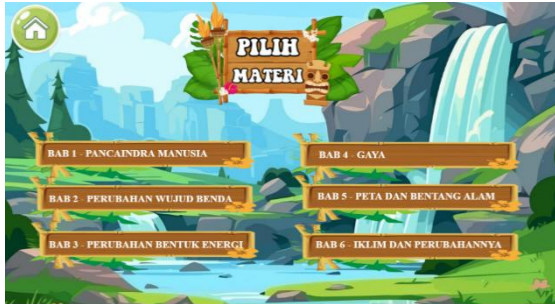 PILIH
MATERI
BAB 1 - PANCAINDRA MANUSIA
BAB 2 - PERUBAHAN WUJUD BENDA
BAB 3 - PERUBAHAN BENTUK ENERGI
BAB 4 - GAYA
BAB 5 - PETA DAN BENTANG ALAM
BAB 6 - IKLIM DAN PERUBAHANNYA